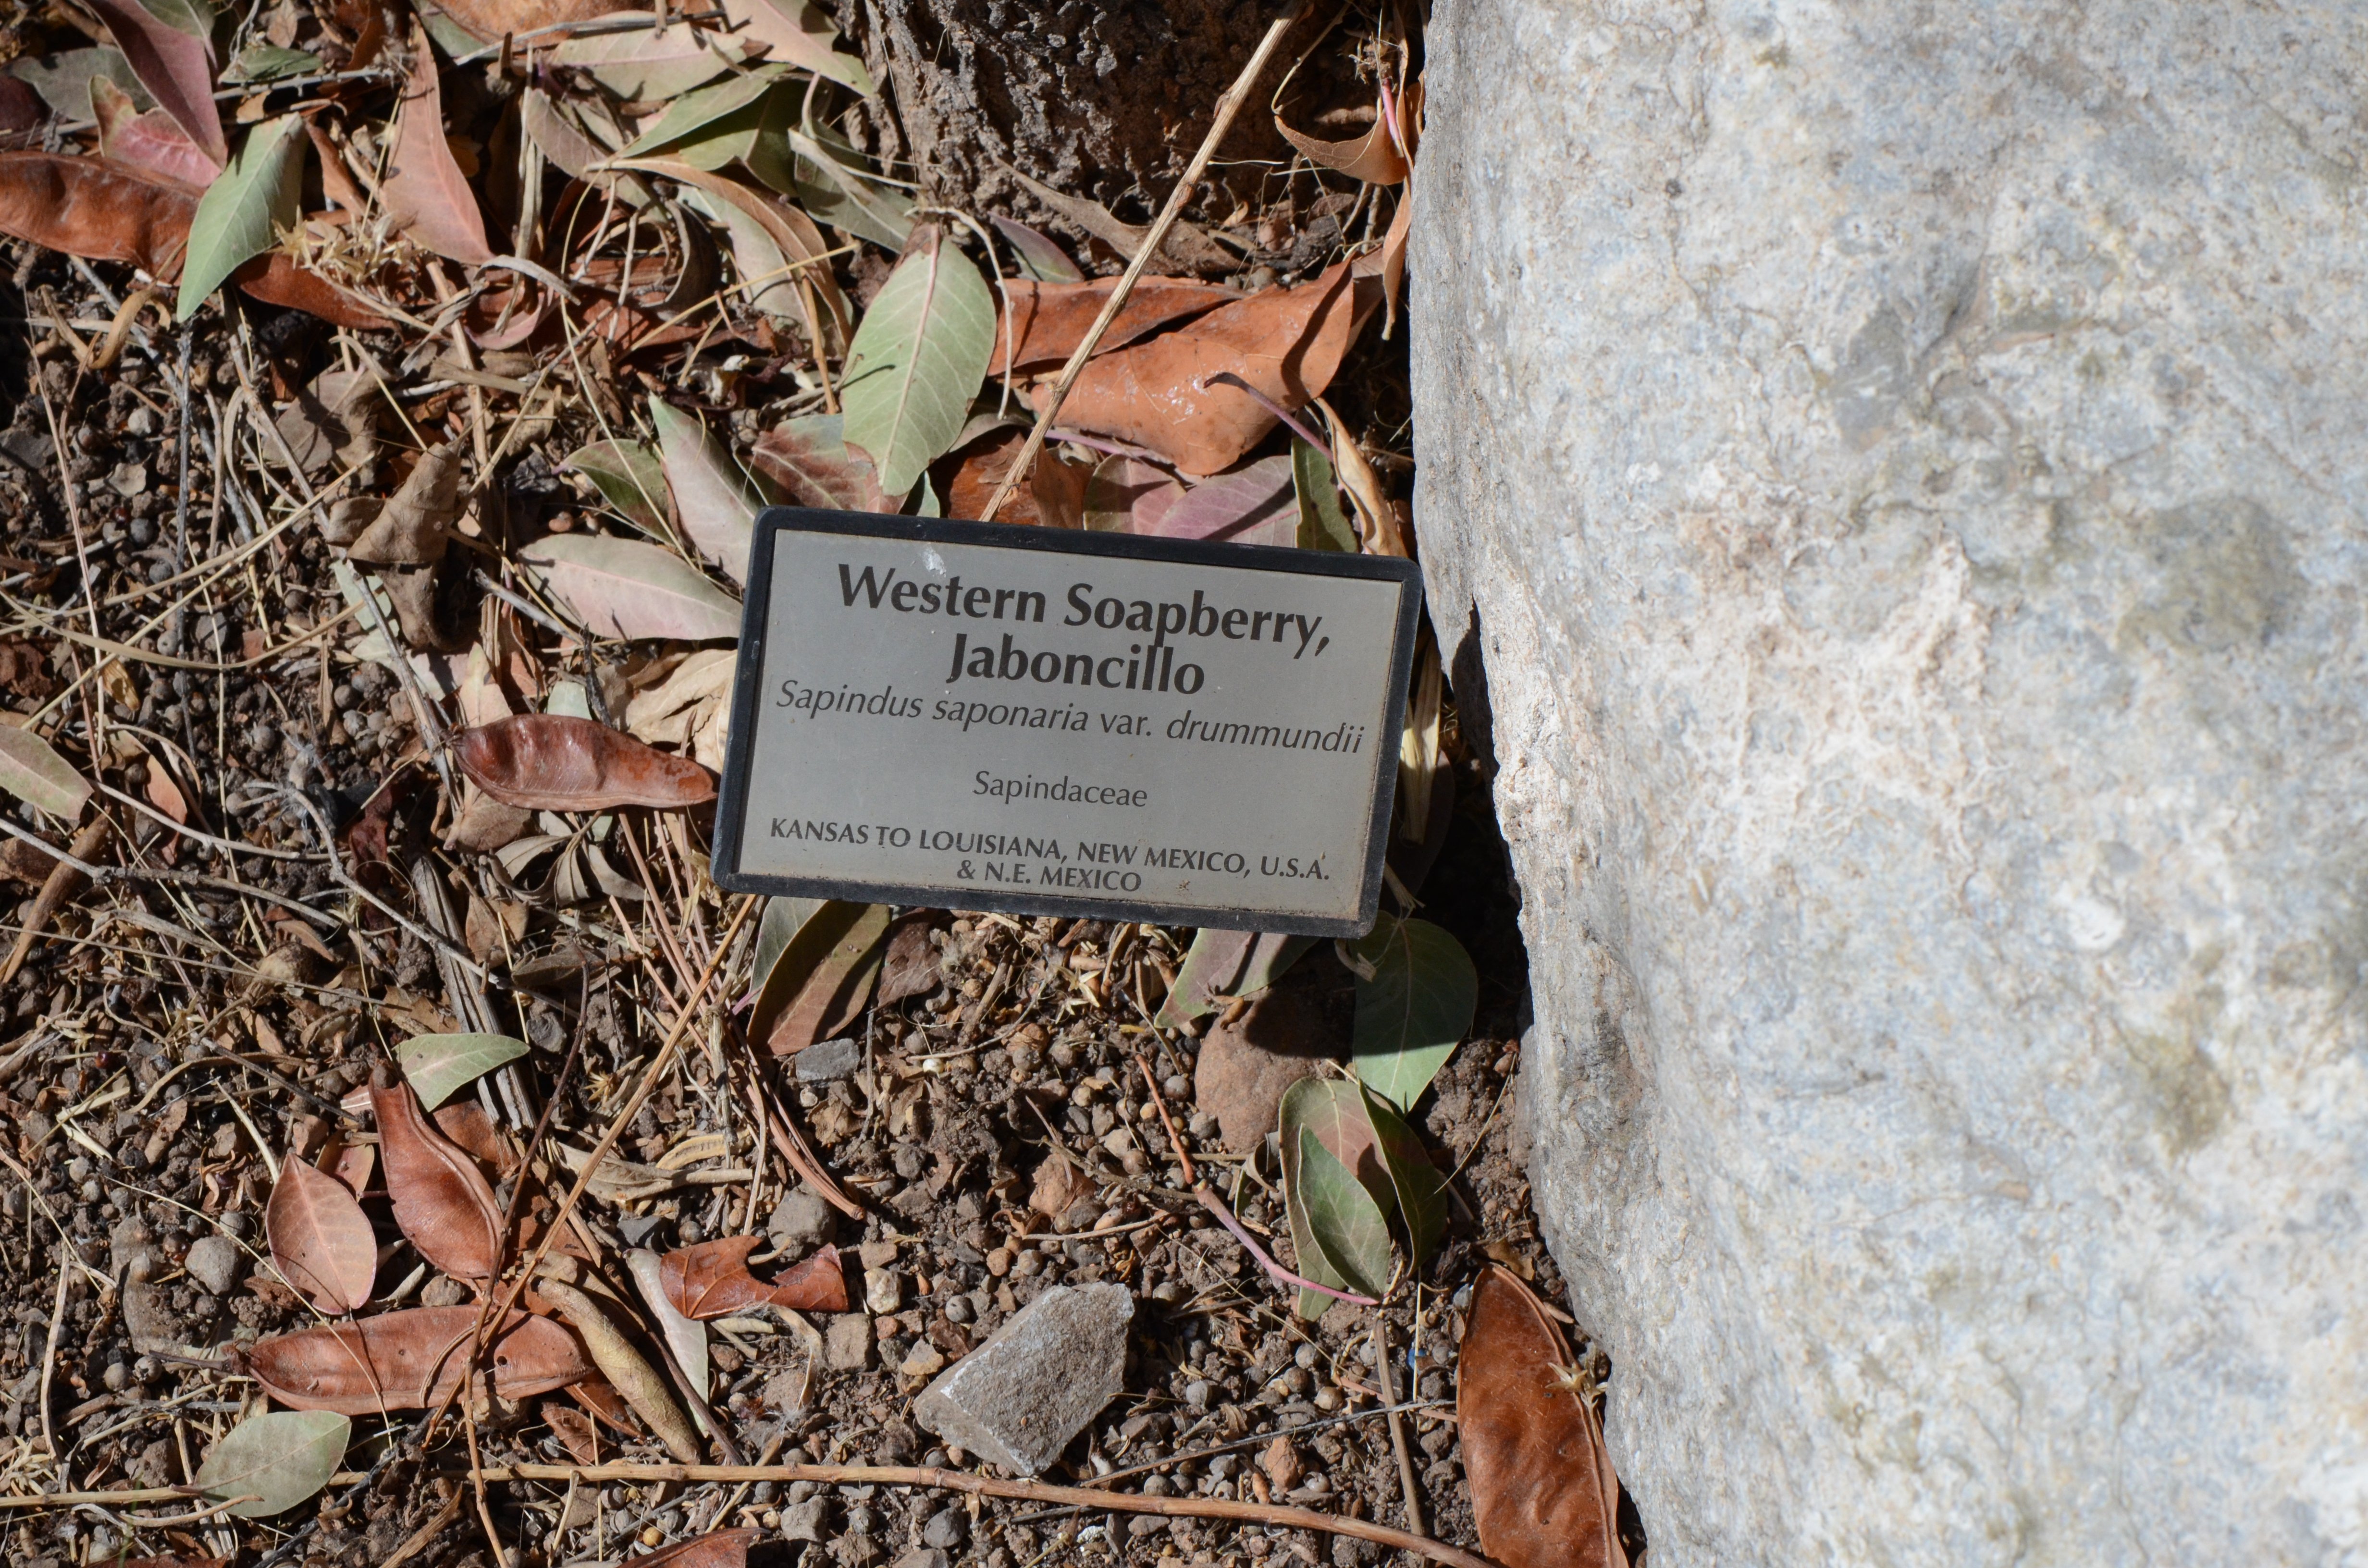 Western Soapberry,
Jaboncillo
Sapindus saponaria var. drummundii
Sapindaceae
KANSAS TO LOUISIANA, NEW MEXICO, U.S.A.
& N.E. MEXICO